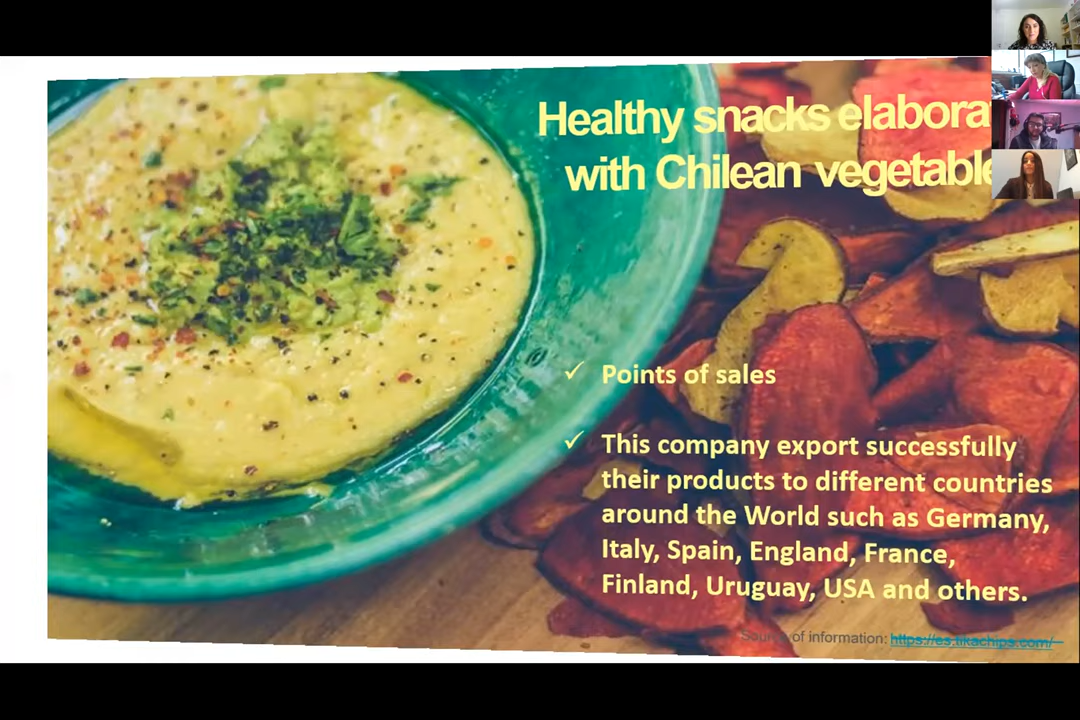 Healthy snacks elabora
with Chilean vegetable
✓ Points of sales
✓ This company export successfully
their products to different countries
around the World such as Germany,
Italy, Spain, England, France,
Finland, Uruguay, USA and others.
Source of information: https://es.tikachips.com/